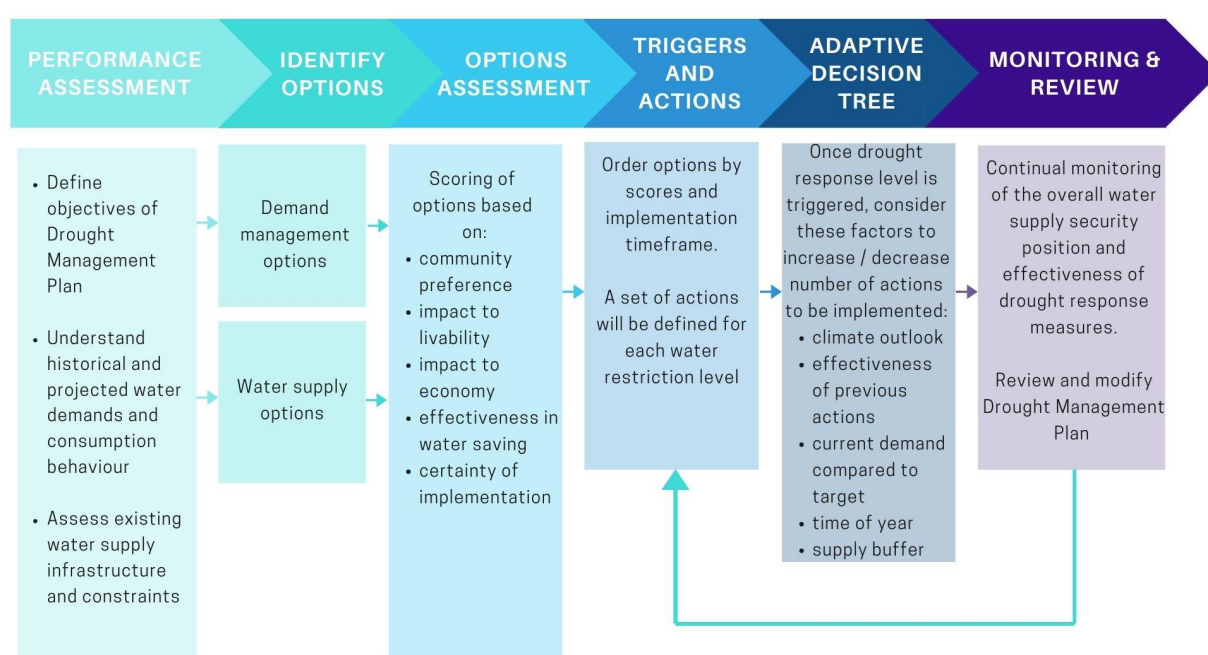 PERFORMANCE
ASSESSMENT
IDENTIFY
OPTIONS
OPTIONS
ASSESSMENT
TRIGGERS
AND
ACTIONS
ADAPTIVE
DECISION
TREE
MONITORING &
REVIEW
• Define
objectives of
Drought
Management
Plan
• Understand
historical and
projected water
demands and
consumption
behaviour
• Assess existing
water supply
infrastructure
and constraints
Demand
management
options
Water supply
options
Scoring of
options based
on:
• community
preference
• impact to
livability
• impact to
economy
• effectiveness in
water saving
• certainty of
implementation
Order options by
scores and
implementation
timeframe.
A set of actions
will be defined for
each water
restriction level
Once drought
response level is
triggered, consider
these factors to
increase / decrease
number of actions
to be implemented:
• climate outlook
• effectiveness
of previous
actions
• current demand
compared to
target
• time of year
• supply buffer
Continual monitoring
of the overall water
supply security
position and
effectiveness of
drought response
measures.
Review and modify
Drought Management
Plan